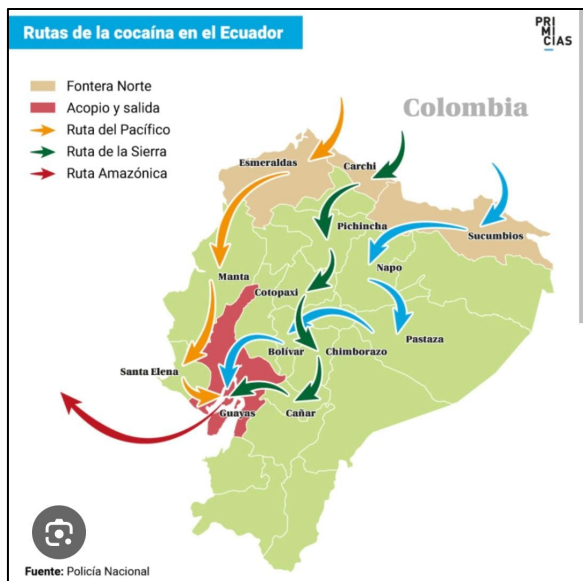 Rutas de la cocaína en el Ecuador
PRI
MI
CIAS
Fontera Norte
Acopio y salida
Ruta del Pacífico
Ruta de la Sierra
Ruta Amazónica
Colombia
Esmeraldas
Carchi
Pichincha
Sucumbios
Napo
Manta
Cotopaxi
Pastaza
Bolívar
Chimborazo
Santa Elena
Guayas
Cañar
Fuente: Policía Nacional